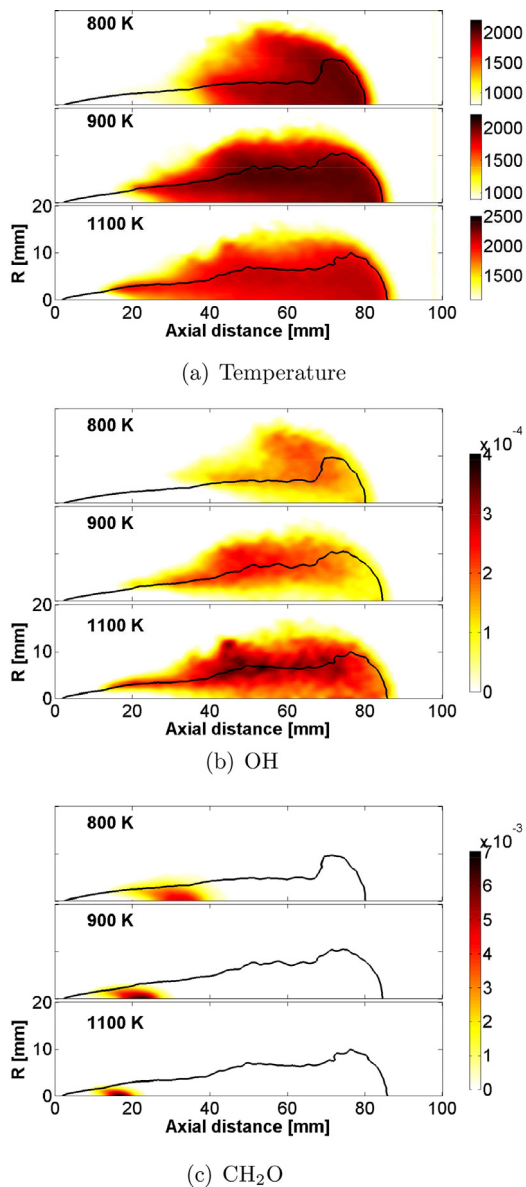 800 K
2000
1500
1000
900 K
2000
1500
1000
20
1100 K
2500
2000
1500
R [mm]
10
0
0 20 40 60 80 100
Axial distance [mm]
(a) Temperature
800 K
x 10⁻⁴
4
900 K
3
2
20
1100 K
1
R [mm]
10
0
0
0 20 40 60 80 100
Axial distance [mm]
(b) OH
800 K
x 10⁻³
7
6
900 K
5
4
3
20
1100 K
2
R [mm]
10
1
0
0
0 20 40 60 80 100
Axial distance [mm]
(c) CH₂O